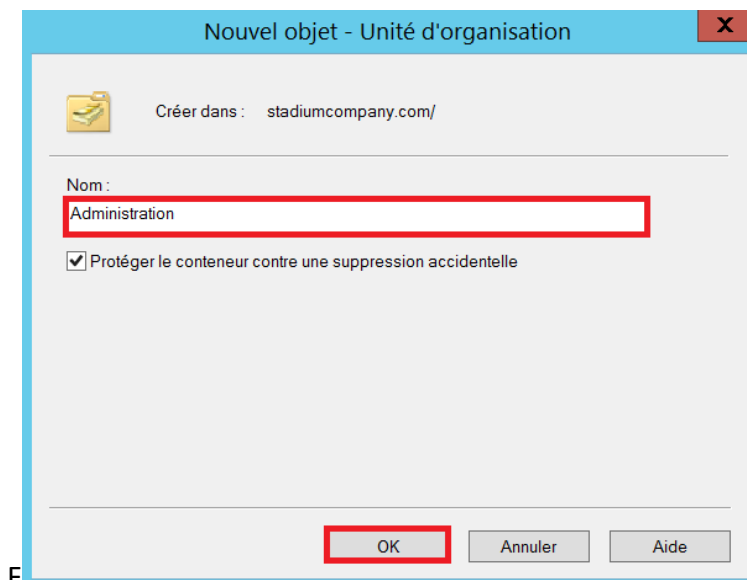 Nouvel objet - Unité d'organisation
X
Créer dans : stadiumcompany.com/
Nom :
Administration
Protéger le conteneur contre une suppression accidentelle
OK Annuler Aide